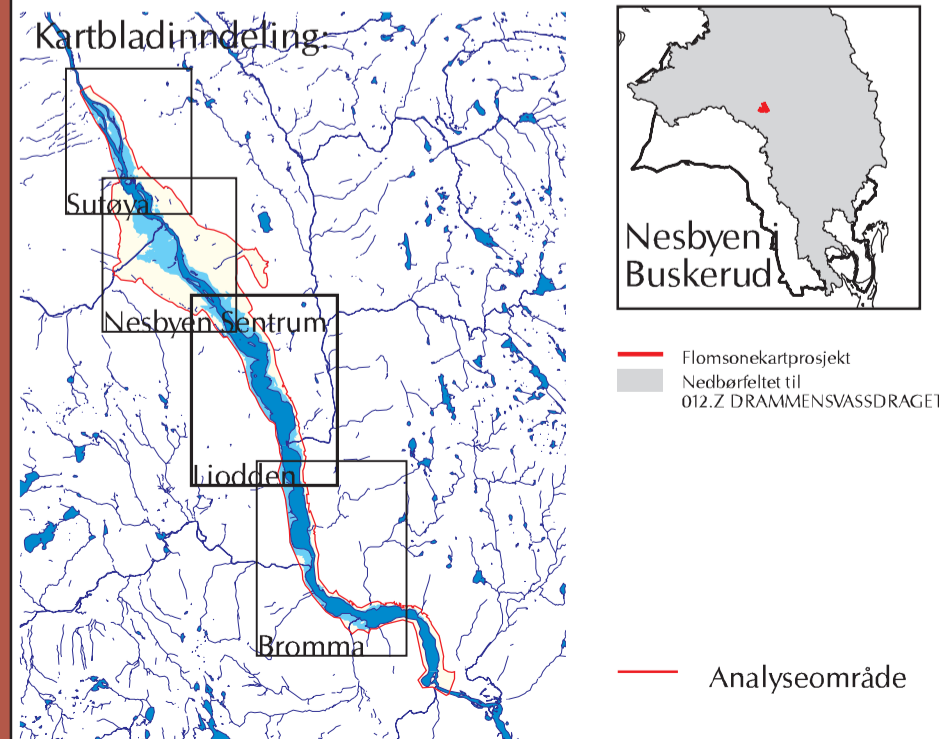 Kartbladinndeling:
Sutøya
Nesbyen Sentrum
Liodden
Bromma
Nesbyen i
Buskerud
Flomsonekartprosjekt
Nedbørfeltet til
012.Z DRAMMENSVASSDRAGET
Analyseområde